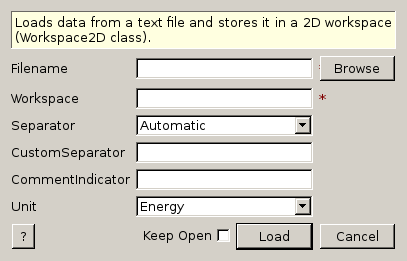 Loads data from a text file and stores it in a 2D workspace
(Workspace2D class).
Filename * Browse
Workspace *
Separator Automatic
CustomSeparator
CommentIndicator
Unit Energy
? Keep Open Load Cancel